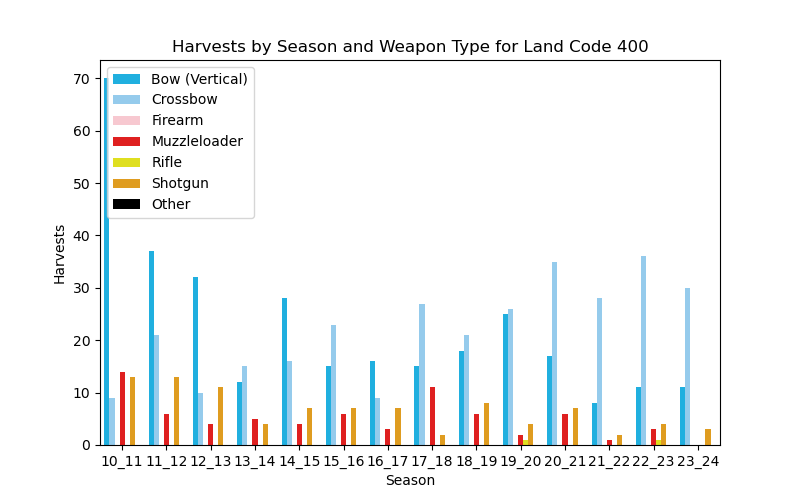 Harvests by Season and Weapon Type for Land Code 400
70
60
50
40
30
20
10
0
Harvests
Bow (Vertical)
Crossbow
Firearm
Muzzleloader
Rifle
Shotgun
Other
10_11 11_12 12_13 13_14 14_15 15_16 16_17 17_18 18_19 19_20 20_21 21_22 22_23 23_24
Season